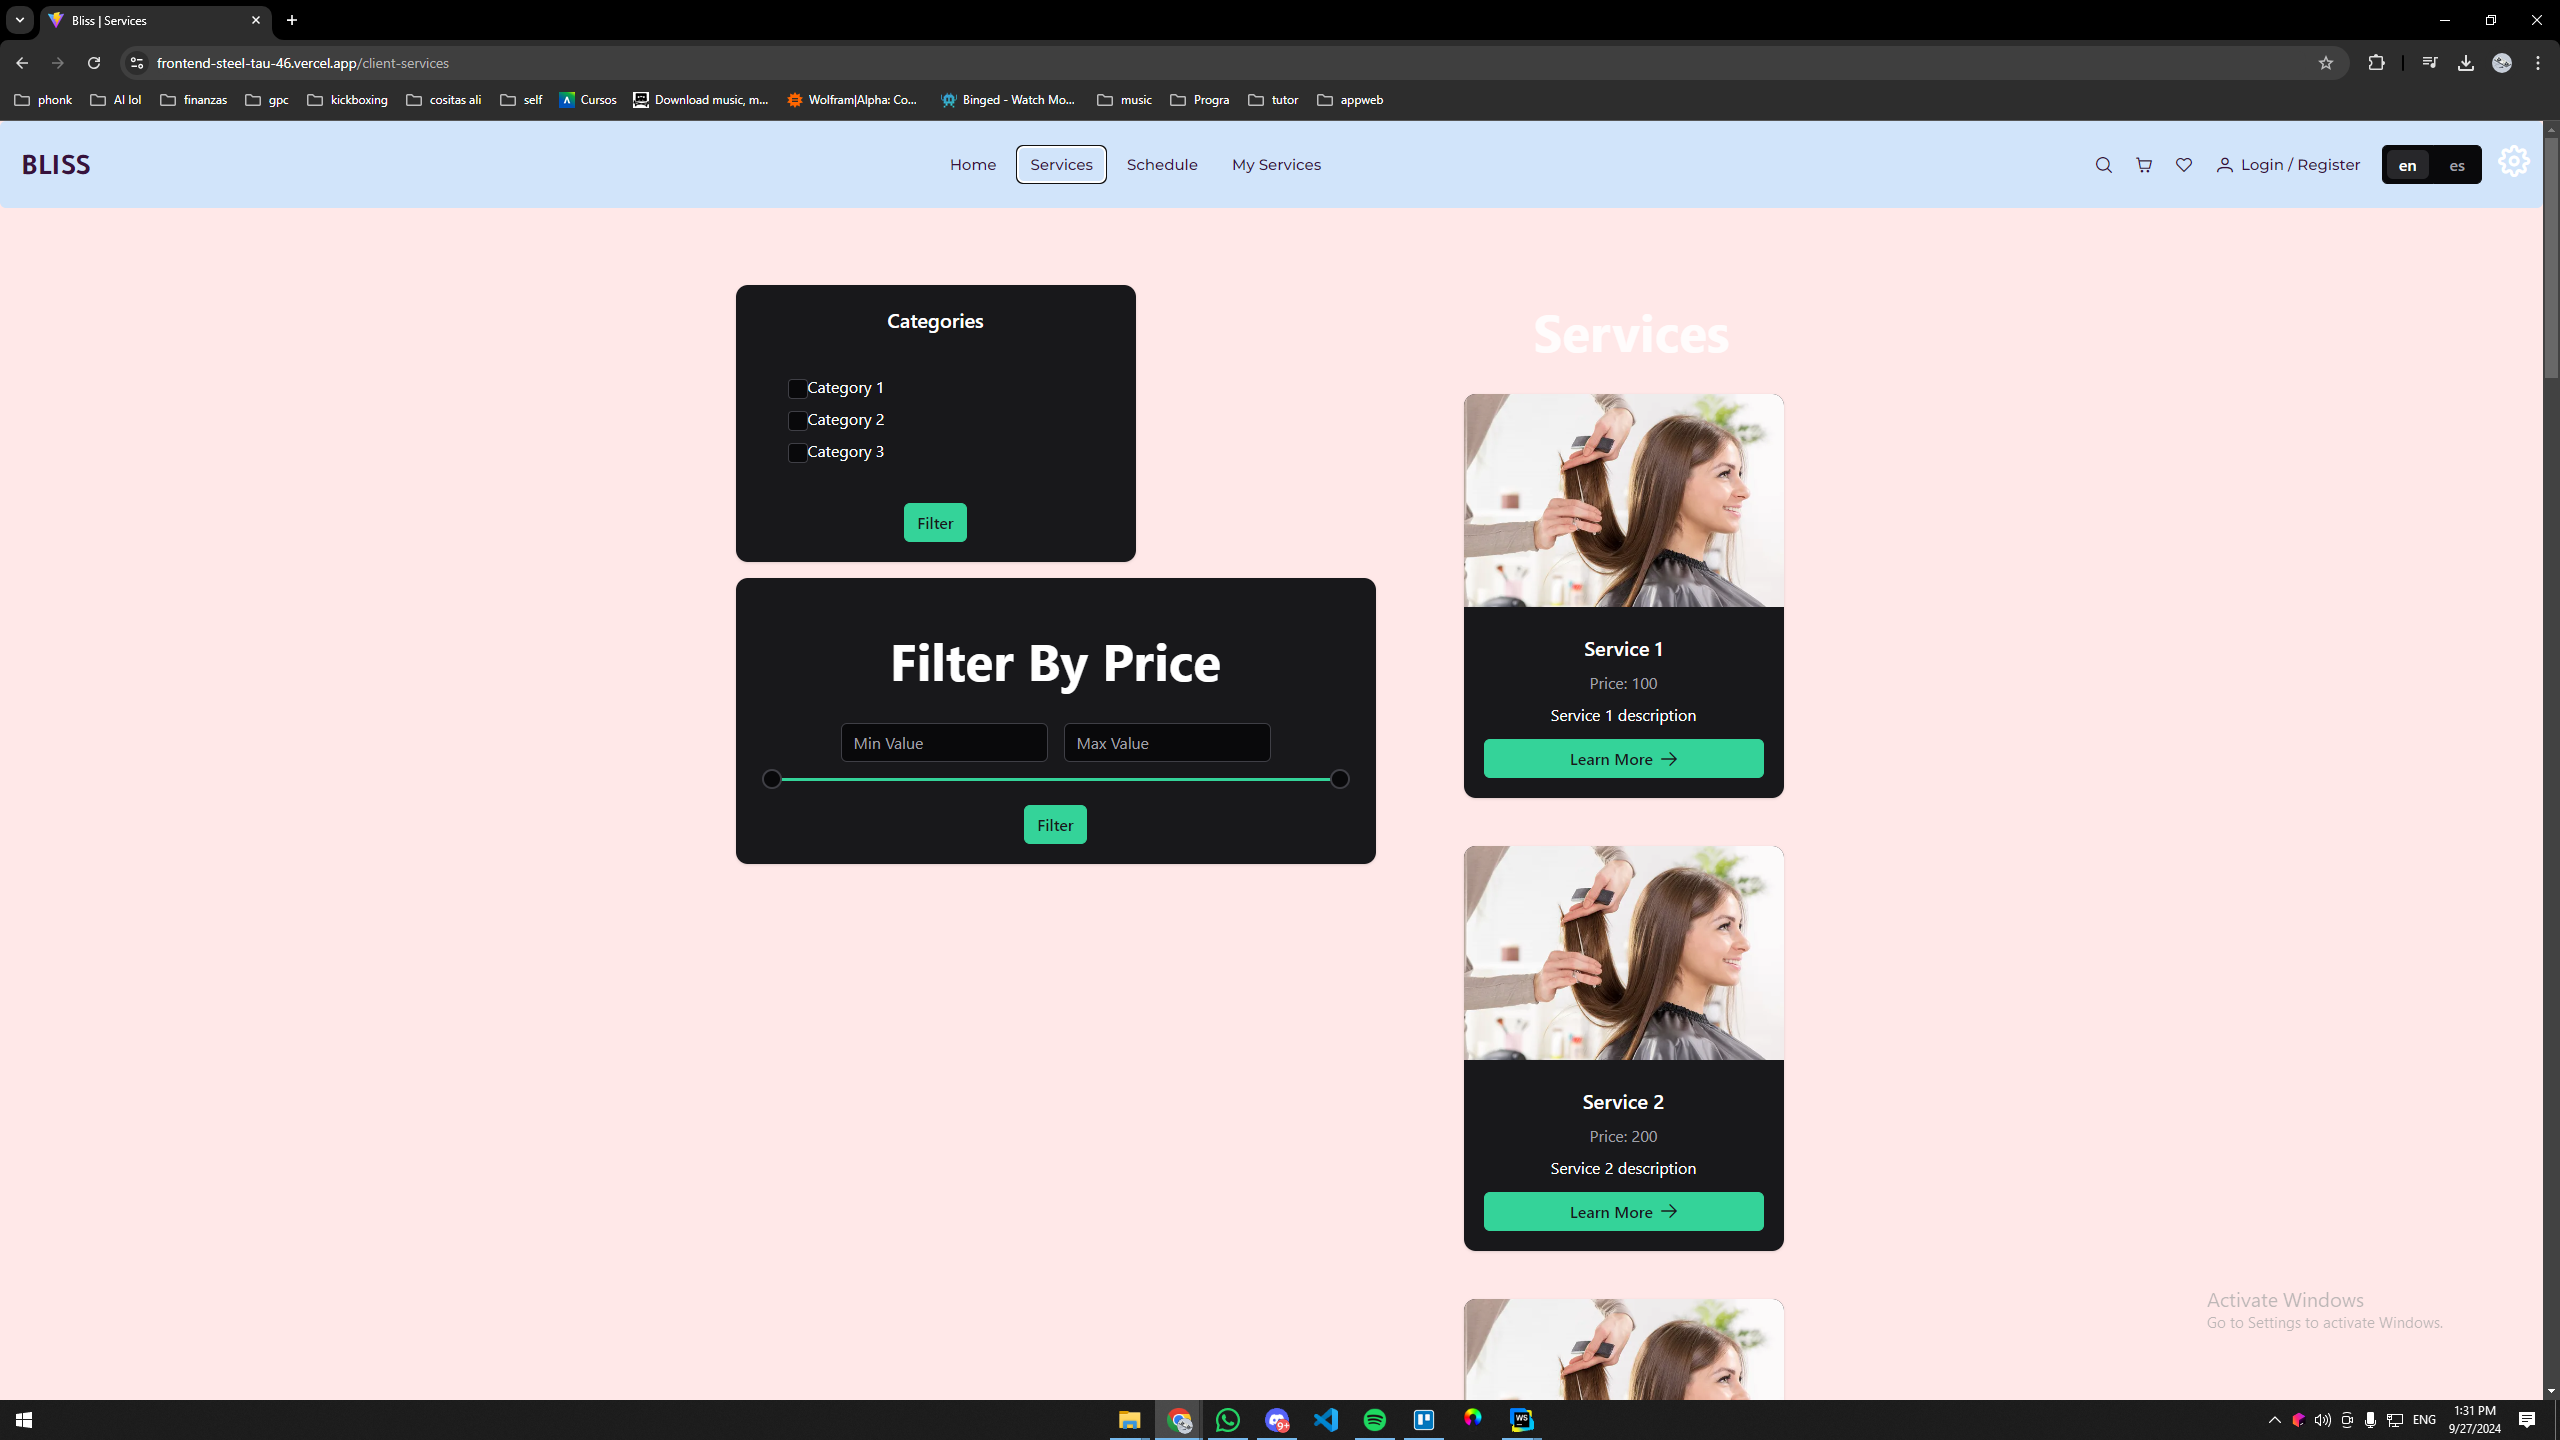 Bliss | Services
frontend-steel-tau-46.vercel.app/client-services
phonk AI lol finanzas gpc kickboxing cositas ali self Cursos Download music, m... Wolfram|Alpha: Co... Binged - Watch Mo... music Progra tutor appweb
BLISS Home Services Schedule My Services Login / Register en es
Categories
Category 1
Category 2
Category 3
Filter
Filter By Price
Min Value Max Value
Filter
Services
Service 1
Price: 100
Service 1 description
Learn More
Service 2
Price: 200
Service 2 description
Learn More
Activate Windows
Go to Settings to activate Windows.
9+
WS
ENG
1:31 PM
9/27/2024